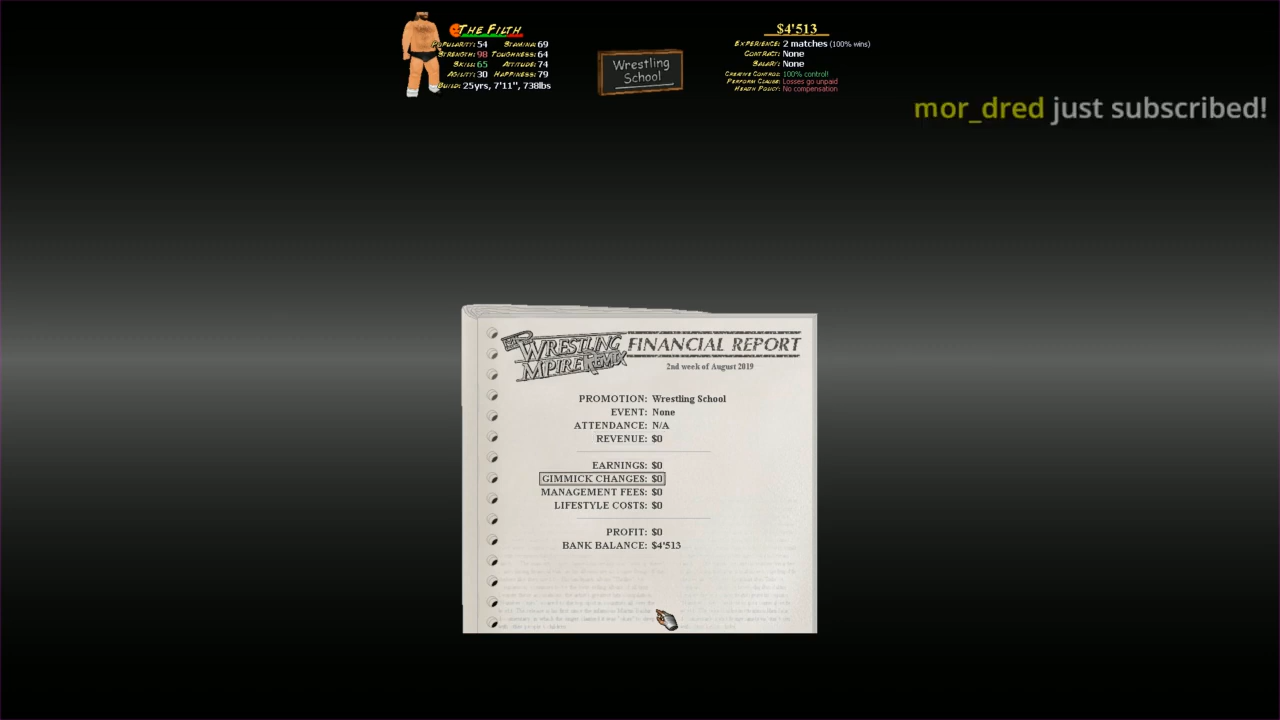 THE FILTH
POPULARITY: 54 STAMINA: 69
STRENGTH: 98 TOUGHNESS: 64
SKILL: 65 ATTITUDE: 74
AGILITY: 30 HAPPINESS: 79
BUILD: 25yrs, 7'11", 738lbs
Wrestling
School
$4'513
EXPERIENCE: 2 matches (100% wins)
CONTRACT: None
SALARY: None
CREATIVE CONTROL: 100% control!
PERFORM CLAUSE: Losses go unpaid
HEALTH POLICY: No compensation
mor_dred just subscribed!
WRESTLING
MPIRE REMIX
FINANCIAL REPORT
2nd week of August 2019
PROMOTION: Wrestling School
EVENT: None
ATTENDANCE: N/A
REVENUE: $0
EARNINGS: $0
GIMMICK CHANGES: $0
MANAGEMENT FEES: $0
LIFESTYLE COSTS: $0
PROFIT: $0
BANK BALANCE: $4'513